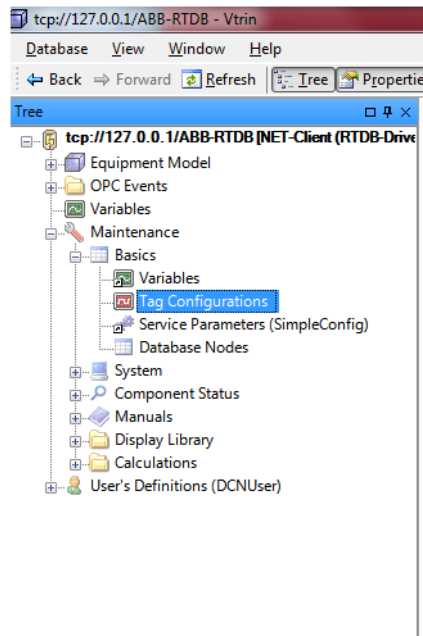 tcp://127.0.0.1/ABB-RTDB - Vtrin
Database View Window Help
Back Forward Refresh Tree Propertie
Tree
tcp://127.0.0.1/ABB-RTDB [NET-Client (RTDB-Drive
Equipment Model
OPC Events
Variables
Maintenance
Basics
Variables
Tag Configurations
Service Parameters (SimpleConfig)
Database Nodes
System
Component Status
Manuals
Display Library
Calculations
User's Definitions (DCNUser)